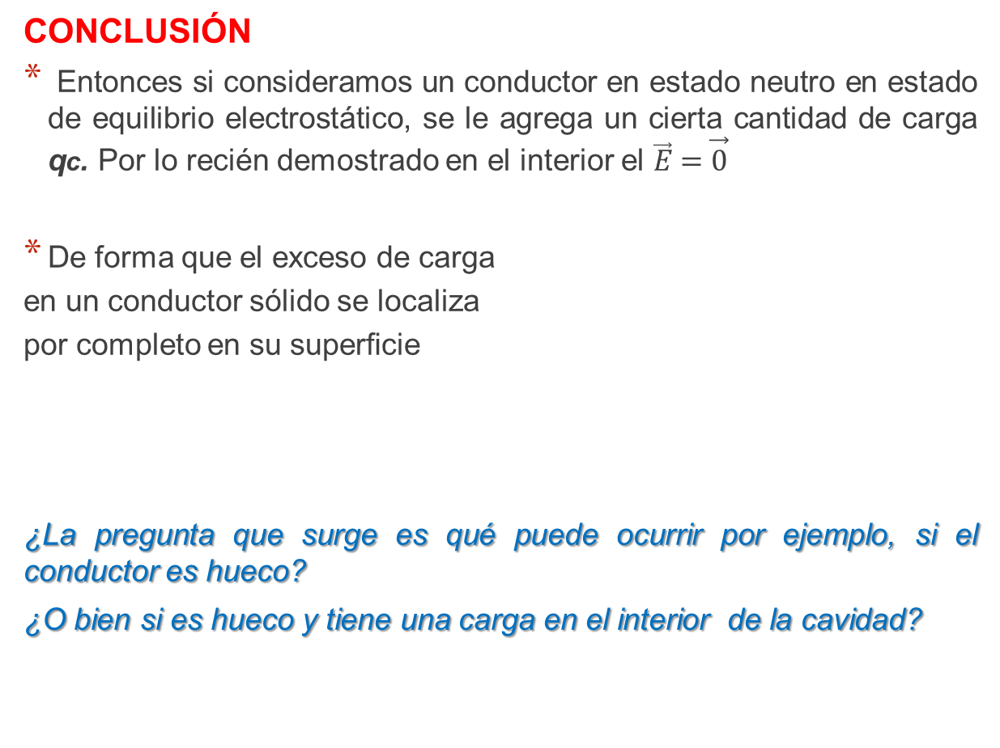 CONCLUSIÓN
* Entonces si consideramos un conductor en estado neutro en estado
de equilibrio electrostático, se le agrega un cierta cantidad de carga
qc. Por lo recién demostrado en el interior el \vec{E} = \vec{0}
* De forma que el exceso de carga
en un conductor sólido se localiza
por completo en su superficie
¿La pregunta que surge es qué puede ocurrir por ejemplo, si el
conductor es hueco?
¿O bien si es hueco y tiene una carga en el interior de la cavidad?